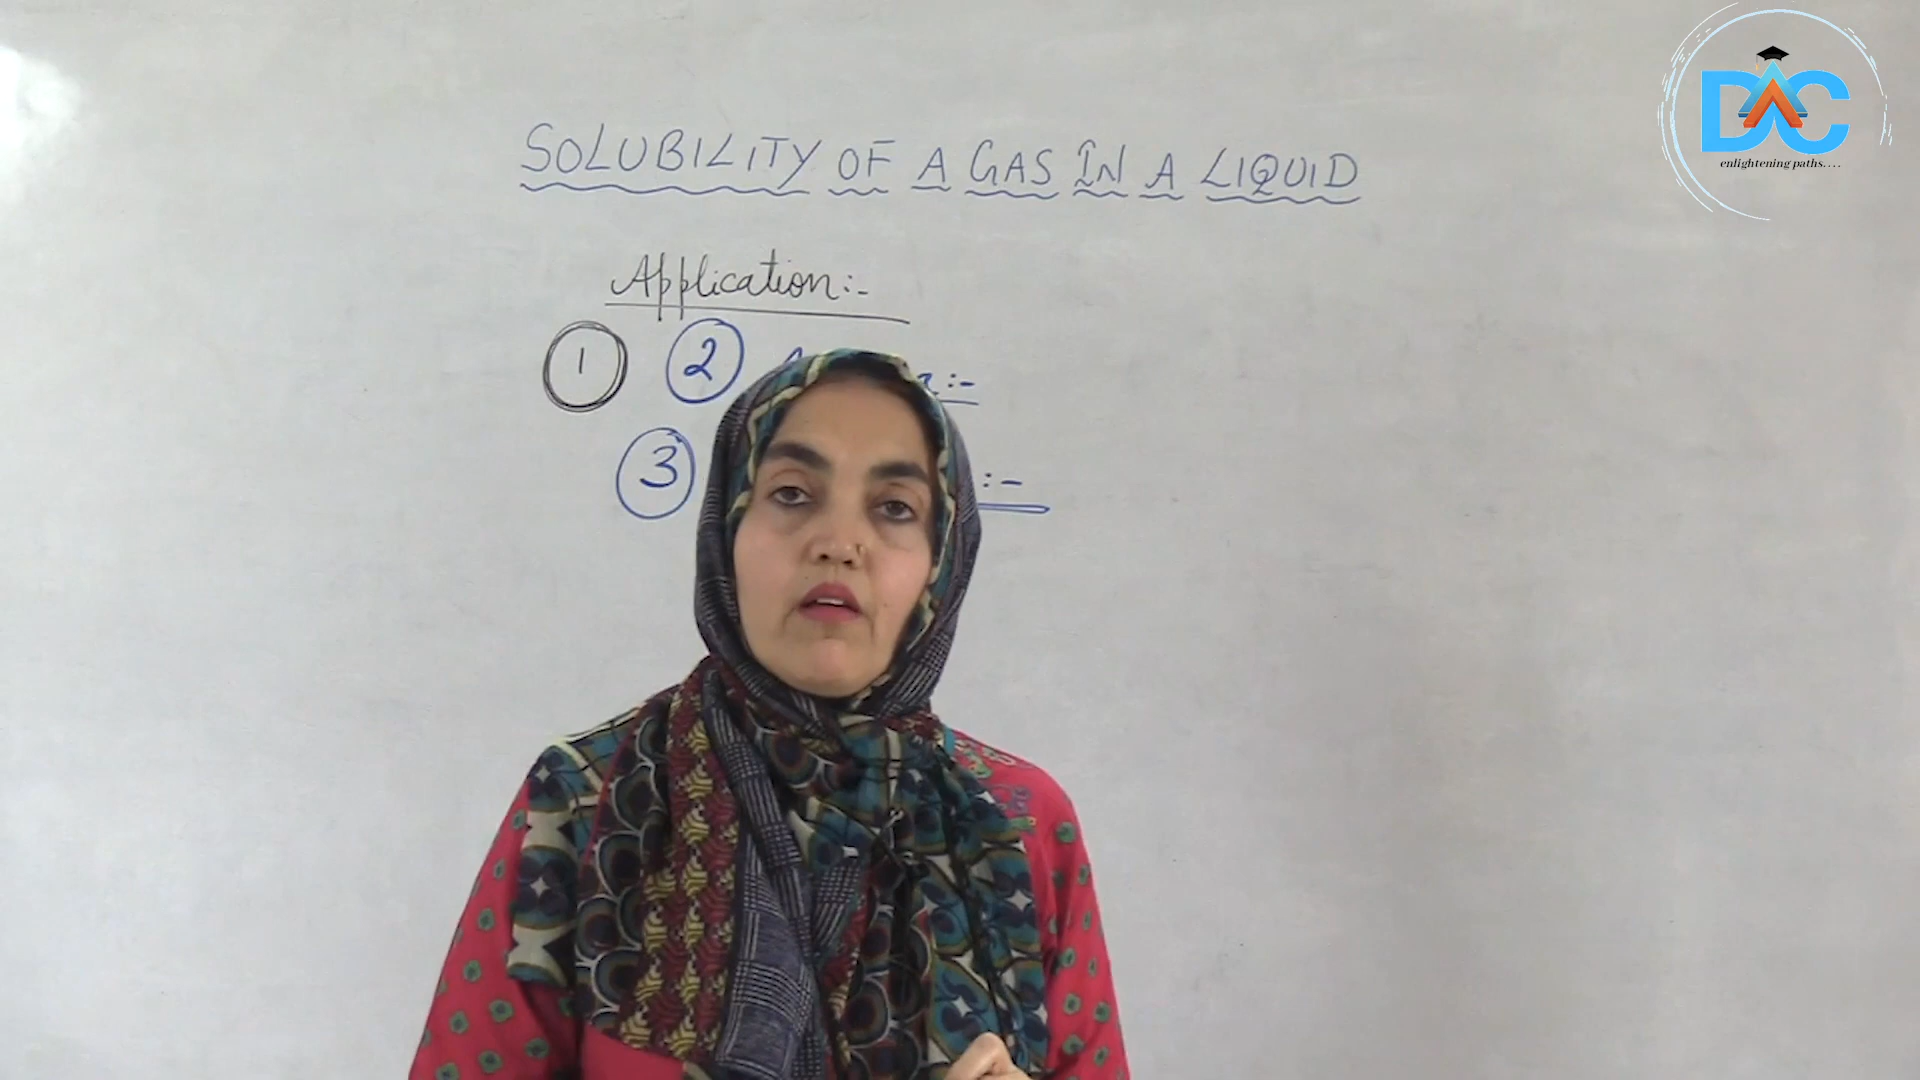 DAC
enlightening paths....
SOLUBILITY OF A GAS IN A LIQUID
Application:-
1 2 :-
3 :-